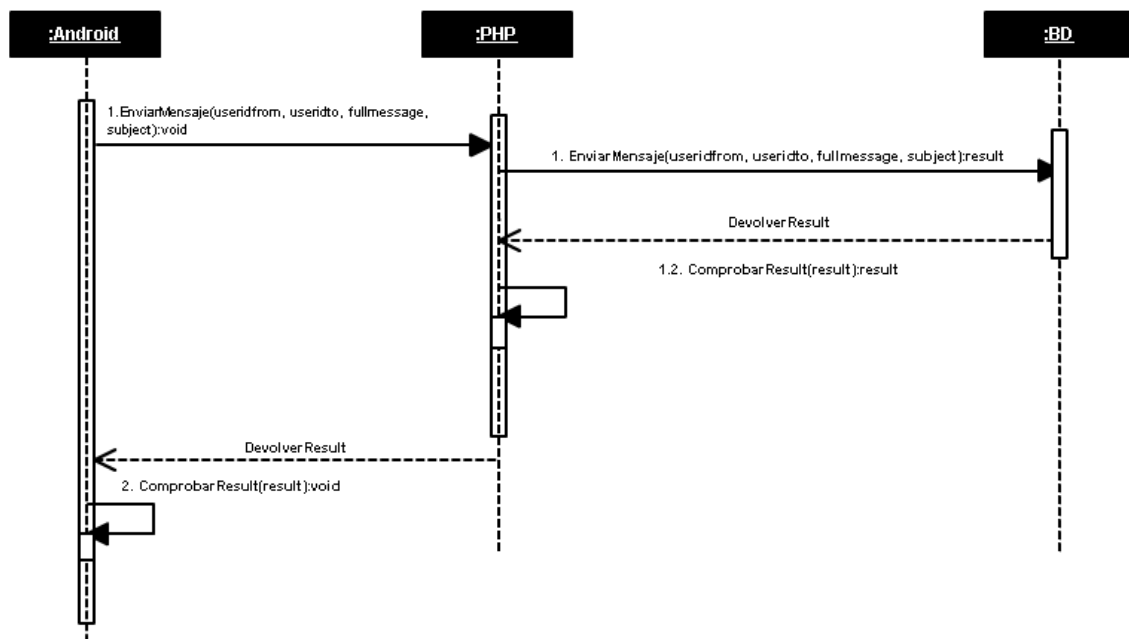 :Android
:PHP
:BD
1.EnviarMensaje(useridfrom, useridto, fullmessage,
subject):void
1. EnviarMensaje(useridfrom, useridto, fullmessage, subject):result
DevolverResult
1.2. ComprobarResult(result):result
DevolverResult
2. ComprobarResult(result):void